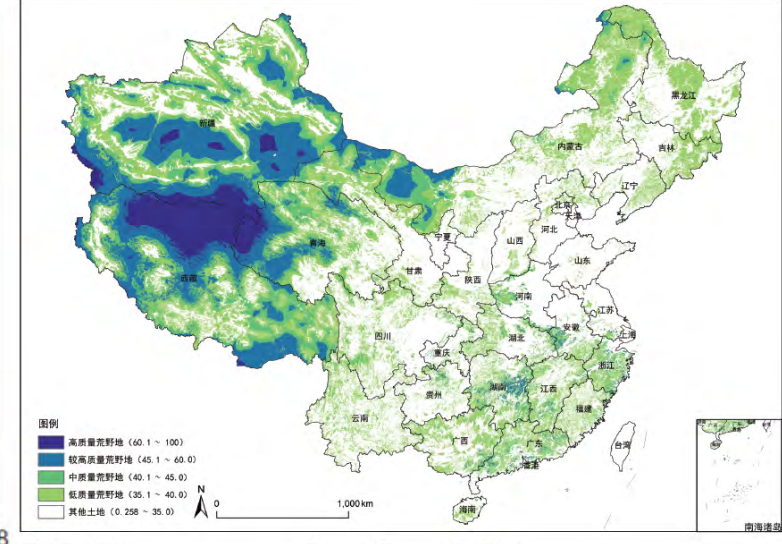 黑龙江
新疆
内蒙古
吉林
辽宁
北京
天津
河北
宁夏
山西
青海
山东
甘肃
陕西
西藏
河南
江苏
安徽
上海
四川
湖北
重庆
浙江
湖南
江西
贵州
福建
云南
广西
广东
台湾
香港
海南
图例
高质量荒野地 (60.1 ~ 100)
较高质量荒野地 (45.1 ~ 60.0)
中质量荒野地 (40.1 ~ 45.0)
低质量荒野地 (35.1 ~ 40.0)
其他土地 (0.258 ~ 35.0)
N
0
1,000 km
南海诸岛
8